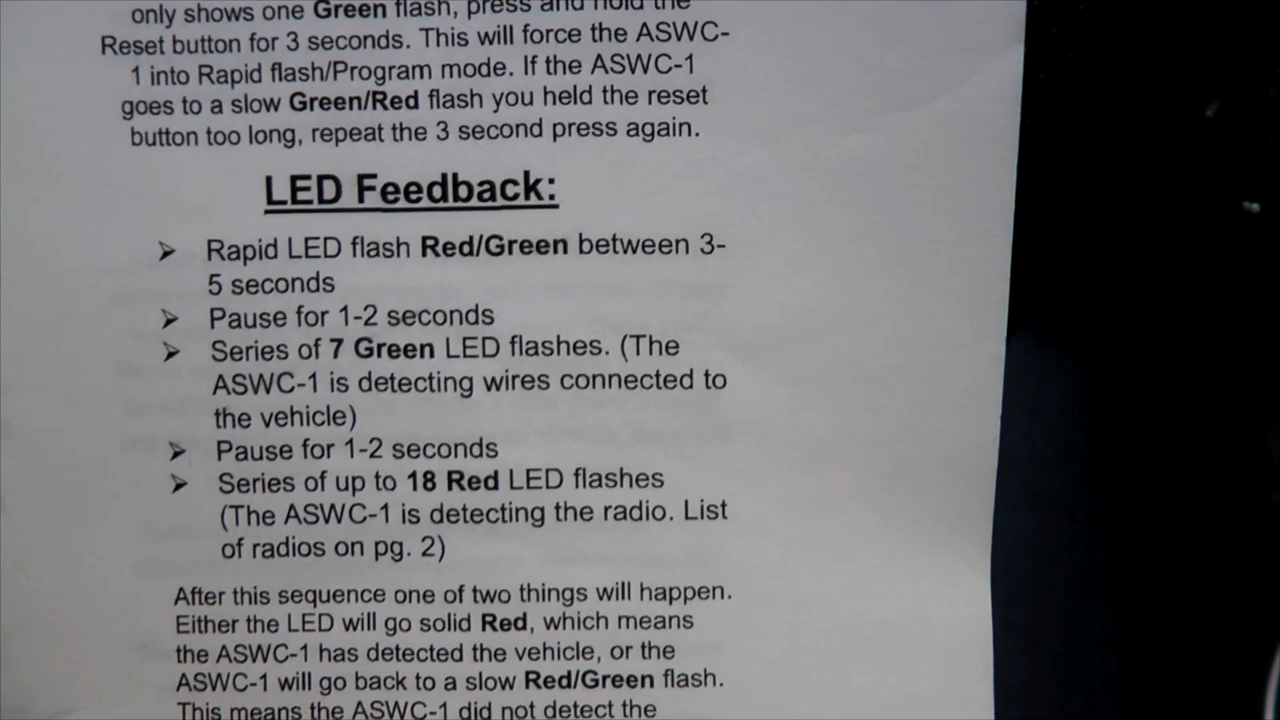 only shows one Green flash, press and hold the
Reset button for 3 seconds. This will force the ASWC-
1 into Rapid flash/Program mode. If the ASWC-1
goes to a slow Green/Red flash you held the reset
button too long, repeat the 3 second press again.
LED Feedback:
➢ Rapid LED flash Red/Green between 3-
5 seconds
➢ Pause for 1-2 seconds
➢ Series of 7 Green LED flashes. (The
ASWC-1 is detecting wires connected to
the vehicle)
➢ Pause for 1-2 seconds
➢ Series of up to 18 Red LED flashes
(The ASWC-1 is detecting the radio. List
of radios on pg. 2)
After this sequence one of two things will happen.
Either the LED will go solid Red, which means
the ASWC-1 has detected the vehicle, or the
ASWC-1 will go back to a slow Red/Green flash.
This means the ASWC-1 did not detect the